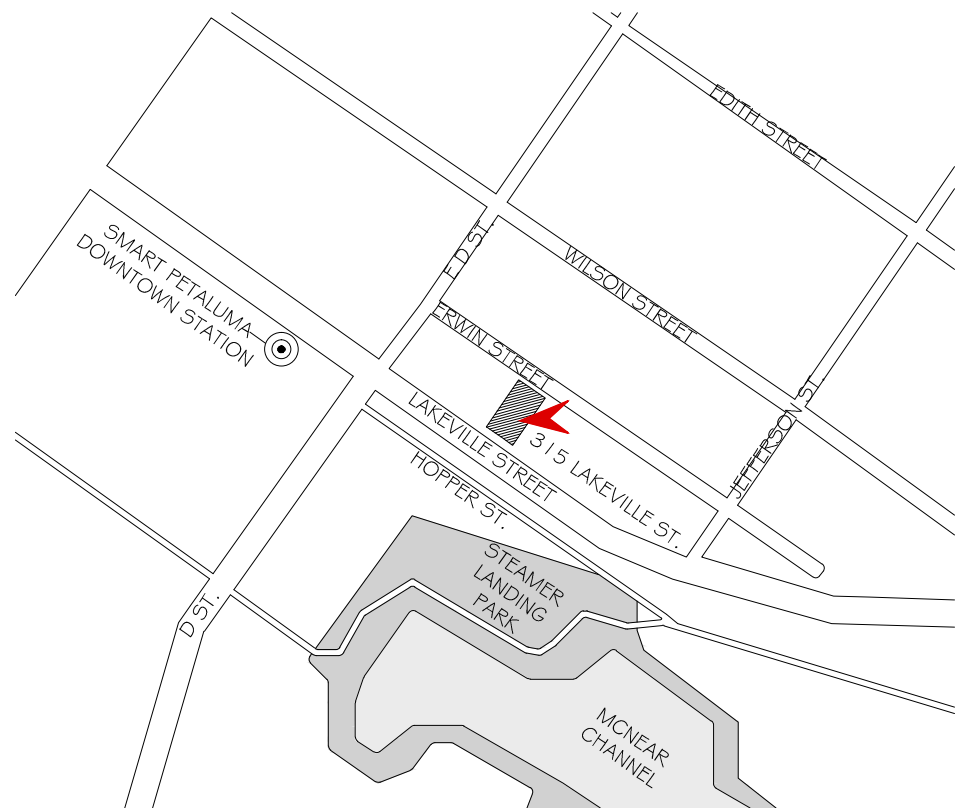 EDITH STREET
WILSON STREET
E D ST.
SMART PETALUMA
DOWNTOWN STATION
ERWIN STREET
JEFFERSON ST.
LAKEVILLE STREET
315 LAKEVILLE ST.
HOPPER ST.
STEAMER
LANDING
PARK
D ST.
MCNEAR
CHANNEL